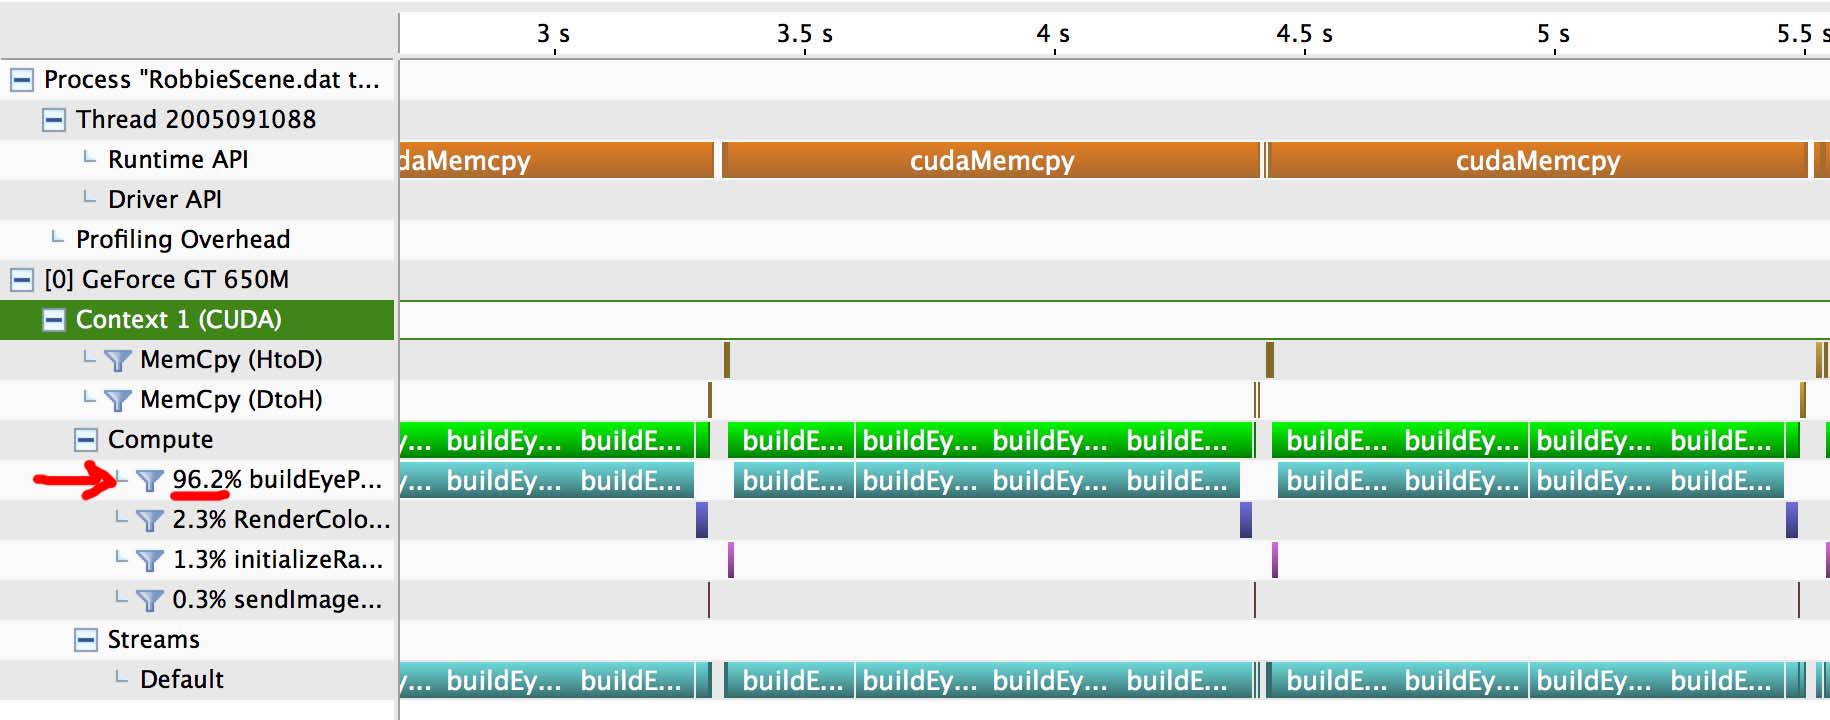 3 s 3.5 s 4 s 4.5 s 5 s 5.5 s
Process "RobbieScene.dat t...
Thread 2005091088
Runtime API daMemcpy cudaMemcpy cudaMemcpy
Driver API
Profiling Overhead
[0] GeForce GT 650M
Context 1 (CUDA)
MemCpy (HtoD)
MemCpy (DtoH)
Compute y... buildEy... buildE... buildE... buildEy... buildEy... buildE... buildE... buildEy... buildEy... buildE...
96.2% buildEyeP... y... buildEy... buildE... buildE... buildEy... buildEy... buildE... buildE... buildEy... buildEy... buildE...
2.3% RenderColo...
1.3% initializeRa...
0.3% sendImage...
Streams
Default y... buildEy... buildE... buildE... buildEy... buildEy... buildE... buildE... buildEy... buildEy... buildE...